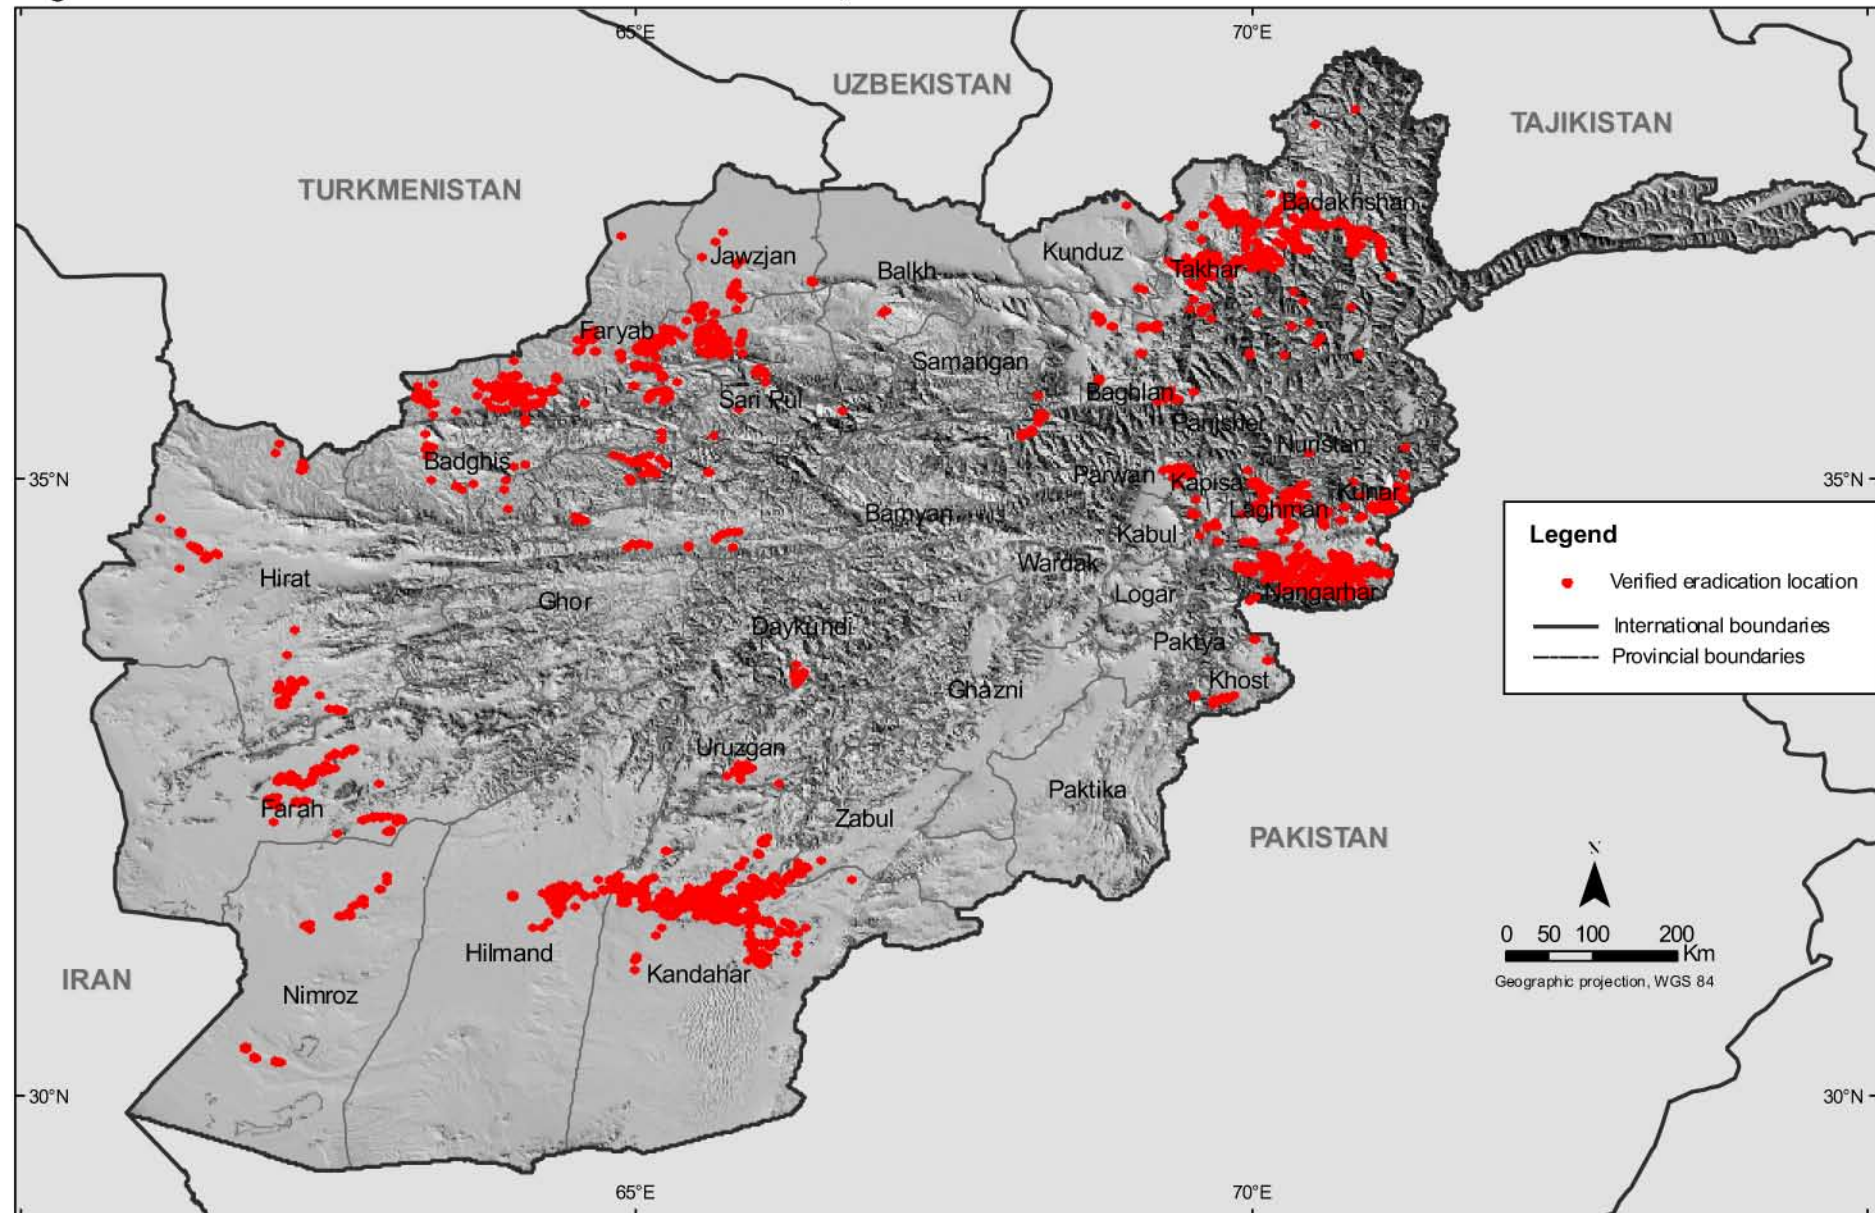 65°E
70°E
UZBEKISTAN
TAJIKISTAN
TURKMENISTAN
Badakhshan
Jawzjan
Balkh
Kunduz
Takhar
Faryab
Samangan
Sari Pul
Baghlan
Panjsher
Nuristan
Badghis
Parwan
Kapisa
Kunar
35°N
35°N
Laghman
Bamyan
Kabul
Legend
Verified eradication location
International boundaries
Provincial boundaries
Hirat
Ghor
Wardak
Logar
Nangarhar
Daykundi
Paktya
Khost
Ghazni
Uruzgan
Paktika
Farah
Zabul
PAKISTAN
N
0 50 100 200
Km
Geographic projection, WGS 84
Hilmand
Kandahar
IRAN
Nimroz
30°N
30°N
65°E
70°E